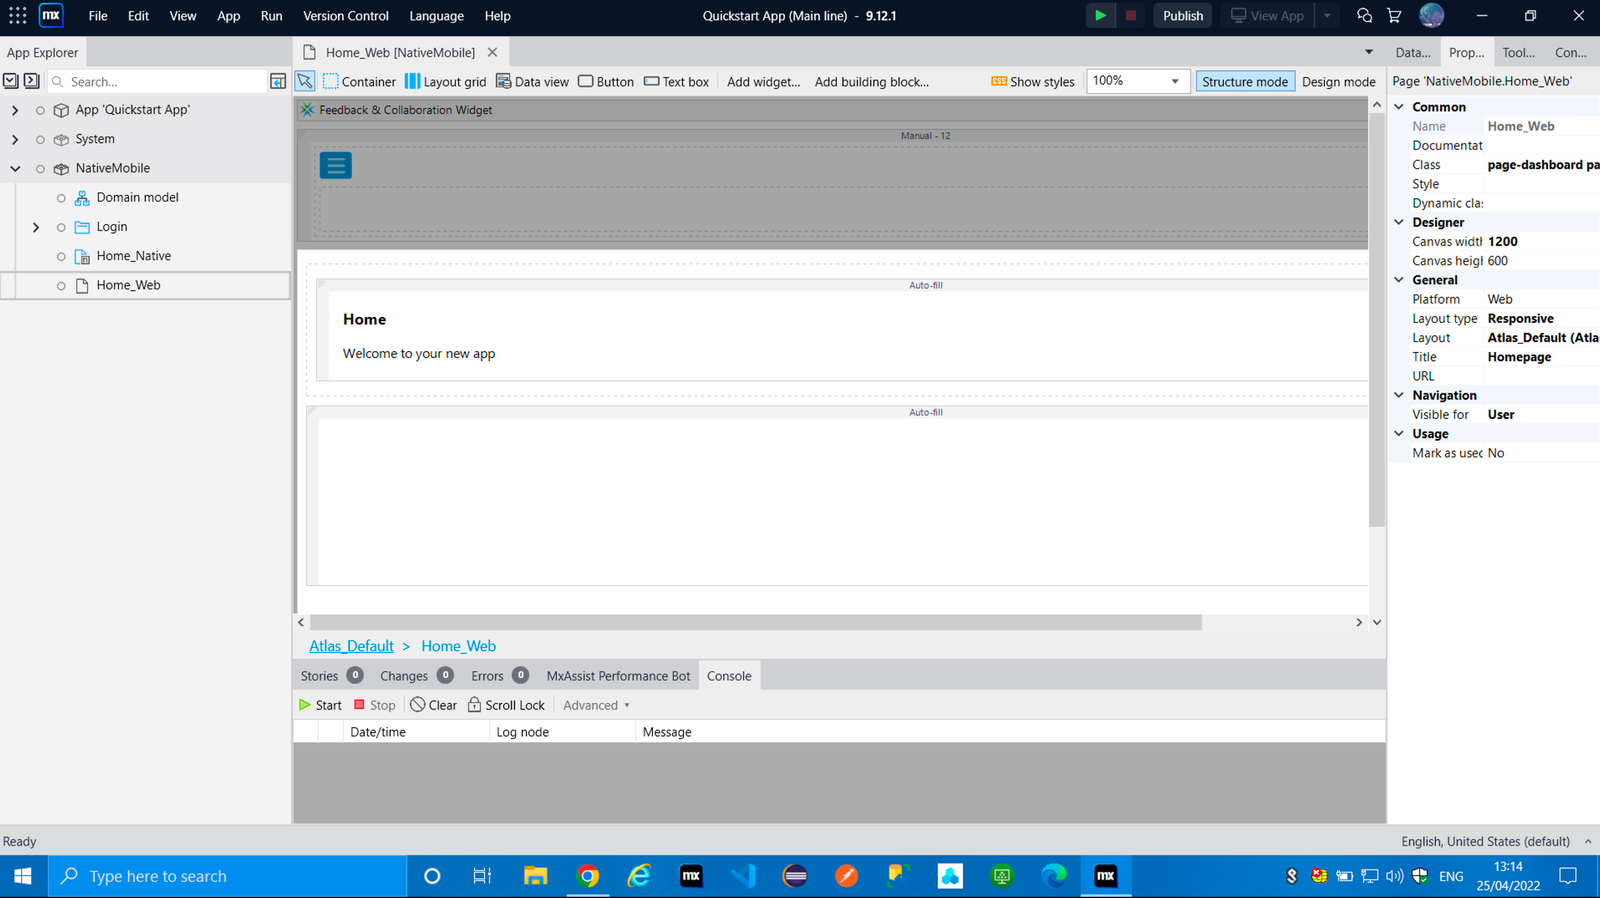 mx File Edit View App Run Version Control Language Help Quickstart App (Main line) - 9.12.1 Publish View App
App Explorer Home_Web [NativeMobile] Data... Prop... Tool... Con...
Search... Container Layout grid Data view Button Text box Add widget... Add building block... CSS Show styles 100% Structure mode Design mode Page 'NativeMobile.Home_Web'
App 'Quickstart App'
System
NativeMobile
Domain model
Login
Home_Native
Home_Web
Feedback & Collaboration Widget
Manual - 12
Auto-fill
Home
Welcome to your new app
Auto-fill
Atlas_Default > Home_Web
Common
Name Home_Web
Documentat
Class page-dashboard pa
Style
Dynamic clas
Designer
Canvas width 1200
Canvas heigh 600
General
Platform Web
Layout type Responsive
Layout Atlas_Default (Atla
Title Homepage
URL
Navigation
Visible for User
Usage
Mark as used No
Stories 0 Changes 0 Errors 0 MxAssist Performance Bot Console
Start Stop Clear Scroll Lock Advanced
Date/time Log node Message
Ready English, United States (default)
Type here to search mx mx ENG 13:14
25/04/2022